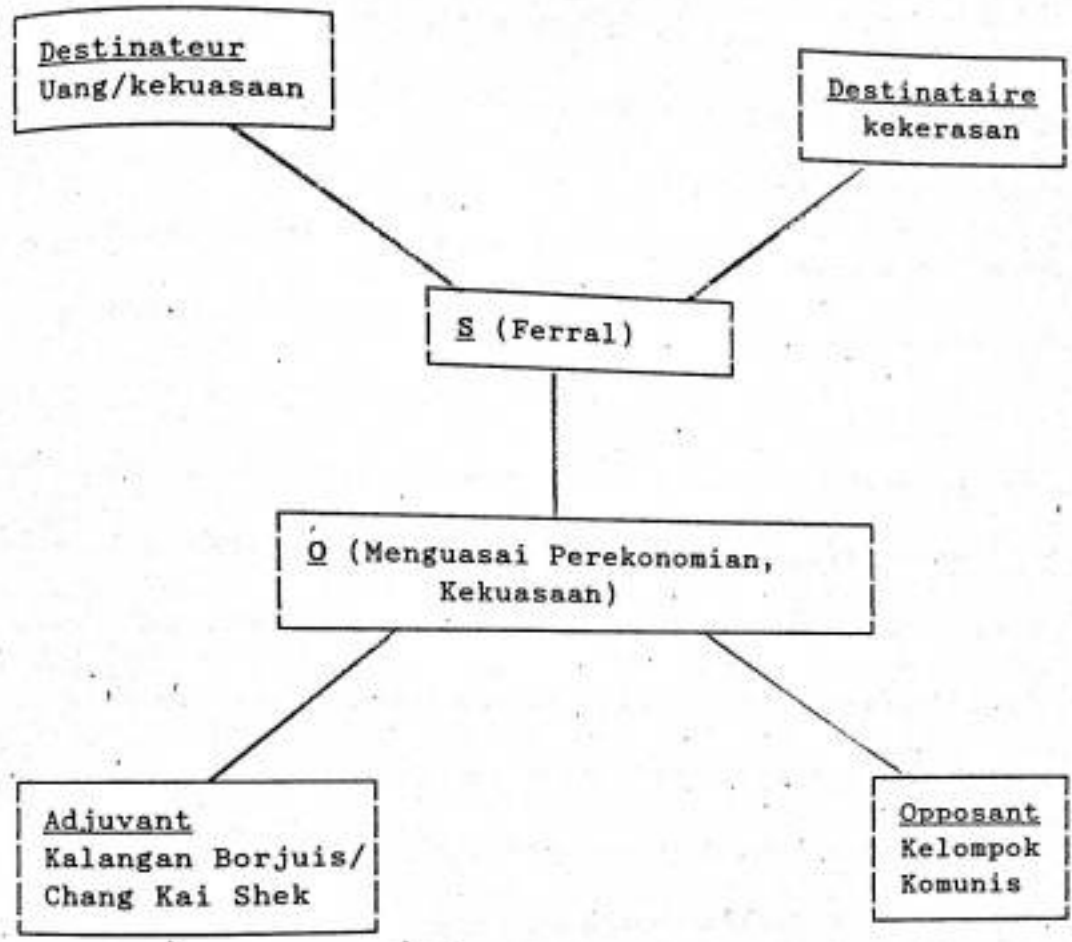 Destinateur
Uang/kekuasaan
Destinataire
kekerasan
S (Ferral)
O (Menguasai Perekonomian,
Kekuasaan)
Adjuvant
Kalangan Borjuis/
Chang Kai Shek
Opposant
Kelompok
Komunis